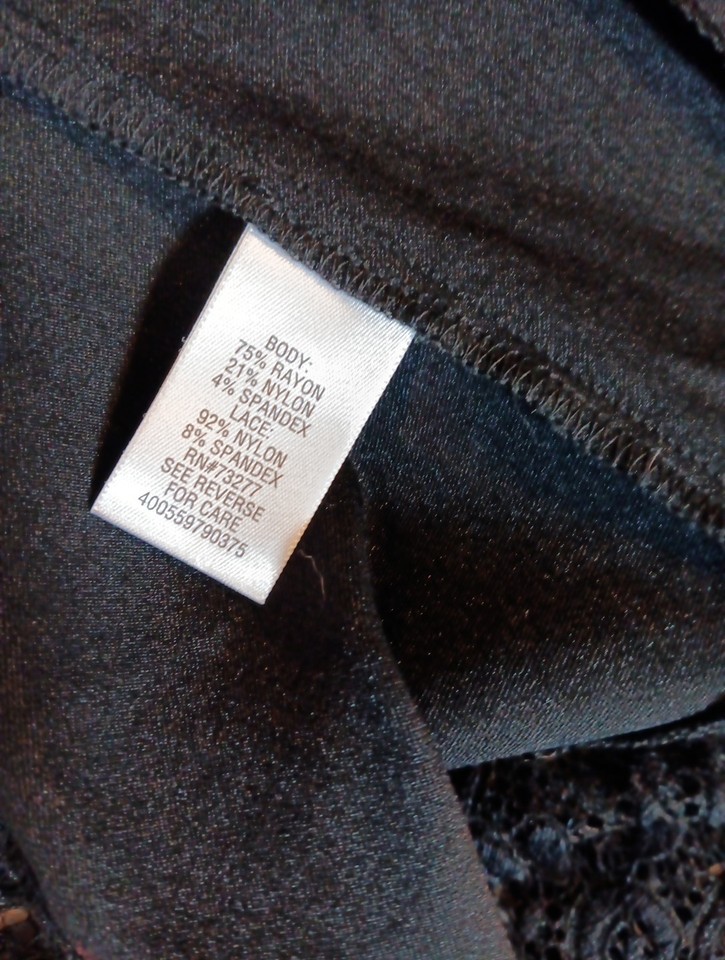 BODY:
75% RAYON
21% NYLON
4% SPANDEX
LACE:
92% NYLON
8% SPANDEX
RN#73277
SEE REVERSE
FOR CARE
400559790375